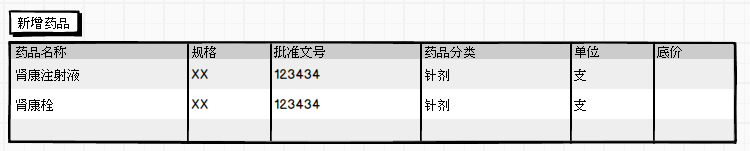 新增药品
药品名称 规格 批准文号 药品分类 单位 底价
肾康注射液 XX 123434 针剂 支
肾康栓 XX 123434 针剂 支